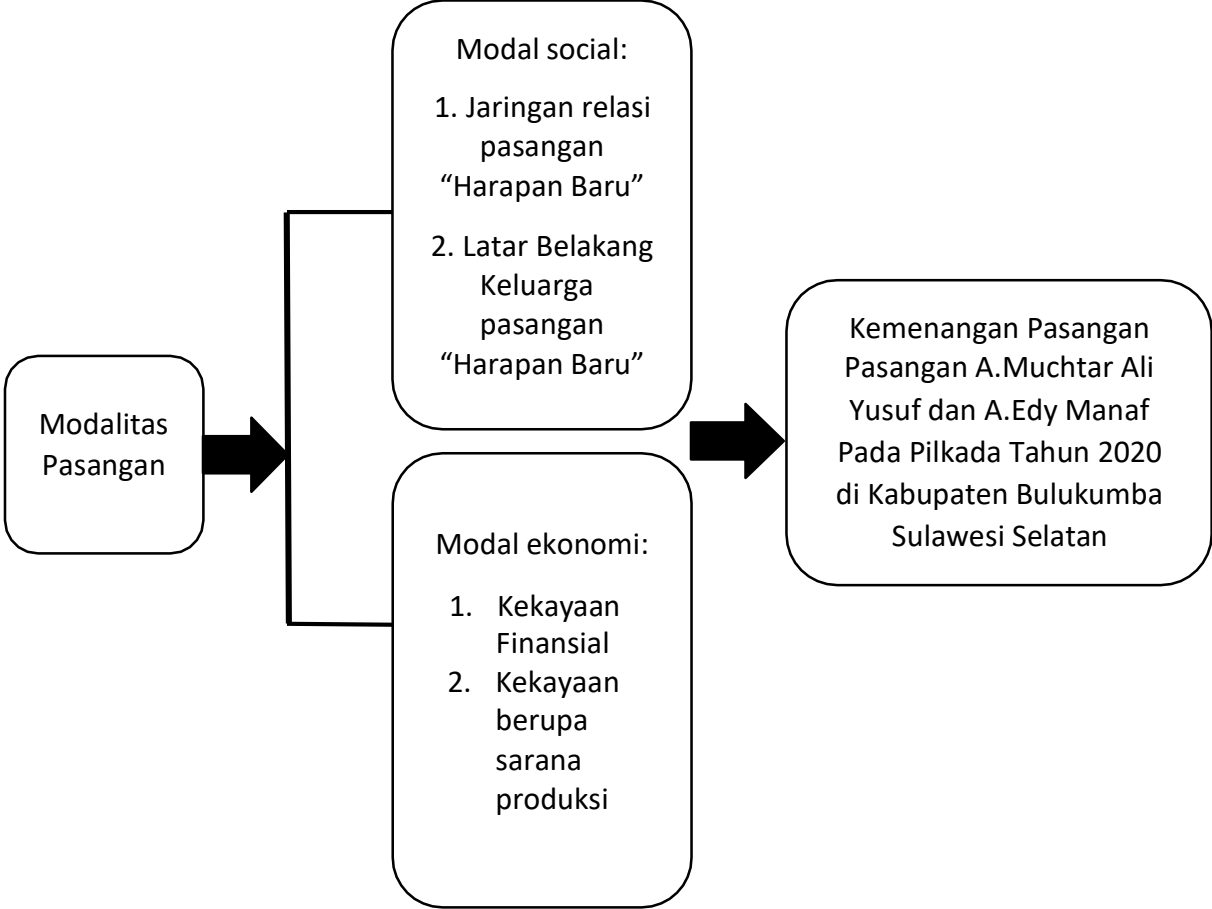 Modalitas
Pasangan
Modal social:
1. Jaringan relasi
pasangan
“Harapan Baru”
2. Latar Belakang
Keluarga
pasangan
“Harapan Baru”
Modal ekonomi:
1. Kekayaan
Finansial
2. Kekayaan
berupa
sarana
produksi
Kemenangan Pasangan
Pasangan A.Muchtar Ali
Yusuf dan A.Edy Manaf
Pada Pilkada Tahun 2020
di Kabupaten Bulukumba
Sulawesi Selatan